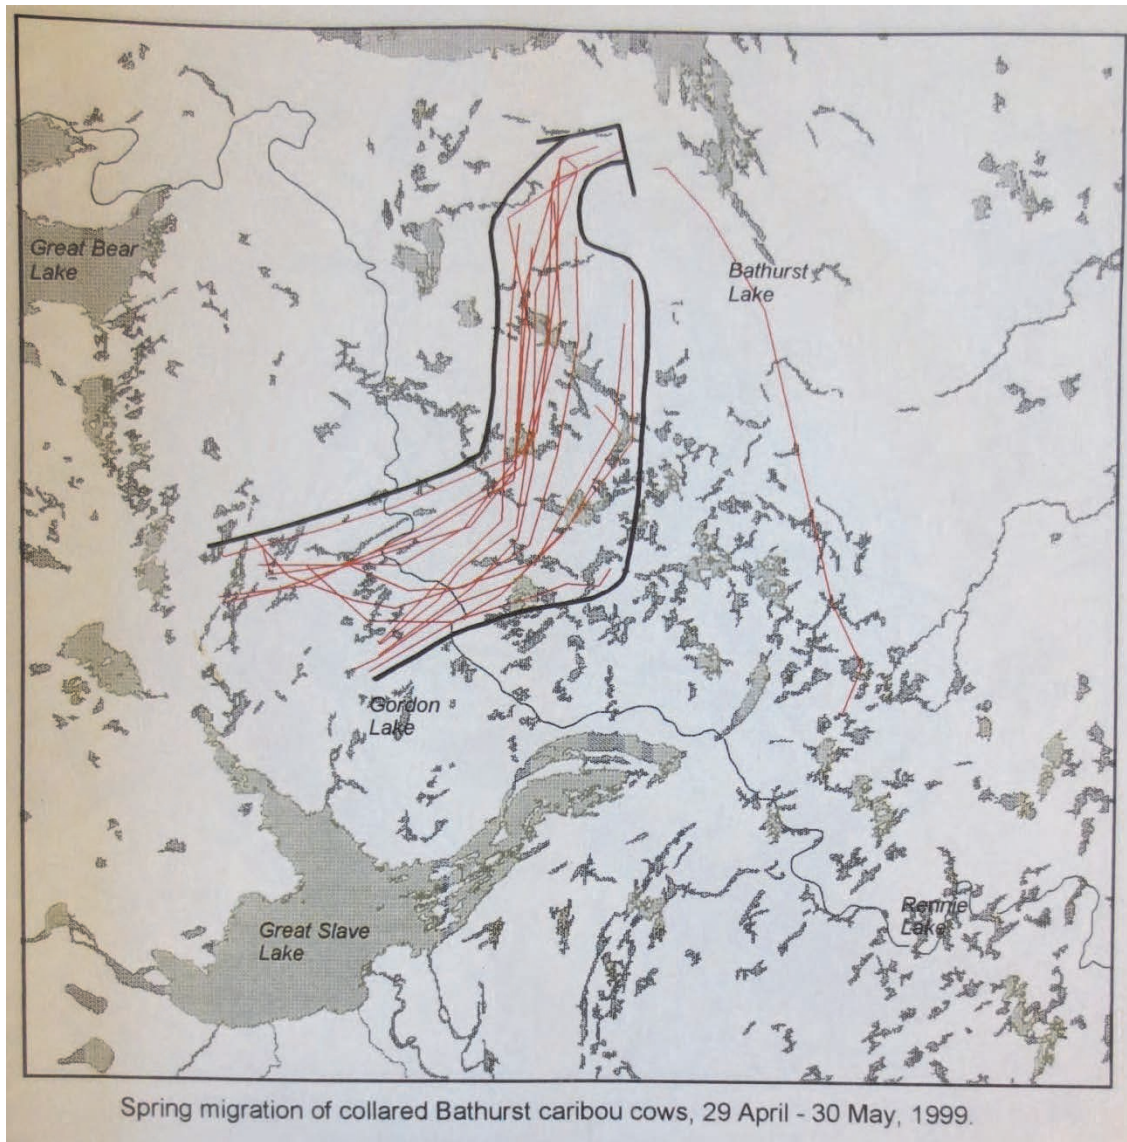 Great Bear
Lake
Bathurst
Lake
Gordon
Lake
Great Slave
Lake
Rennie
Lake
Spring migration of collared Bathurst caribou cows, 29 April - 30 May, 1999.